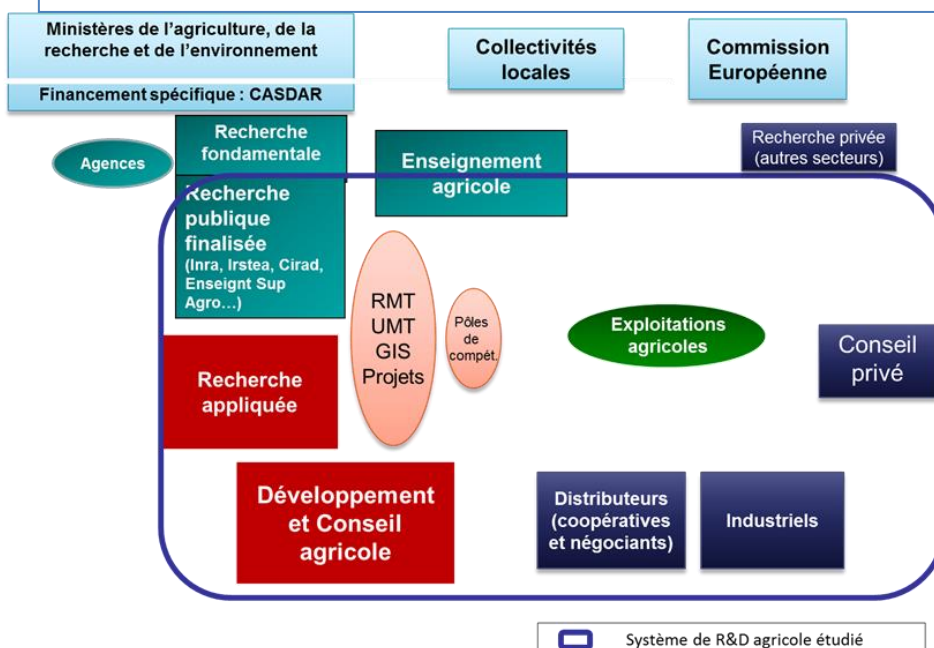 Ministères de l'agriculture, de la
recherche et de l'environnement
Financement spécifique : CASDAR
Collectivités
locales
Commission
Européenne
Agences
Recherche
fondamentale
Enseignement
agricole
Recherche privée
(autres secteurs)
Recherche
publique
finalisée
(Inra, Irstea, Cirad,
Enseignt Sup
Agro…)
RMT
UMT
GIS
Projets
Pôles
de
compét.
Exploitations
agricoles
Conseil
privé
Recherche
appliquée
Développement
et Conseil
agricole
Distributeurs
(coopératives
et négociants)
Industriels
Système de R&D agricole étudié